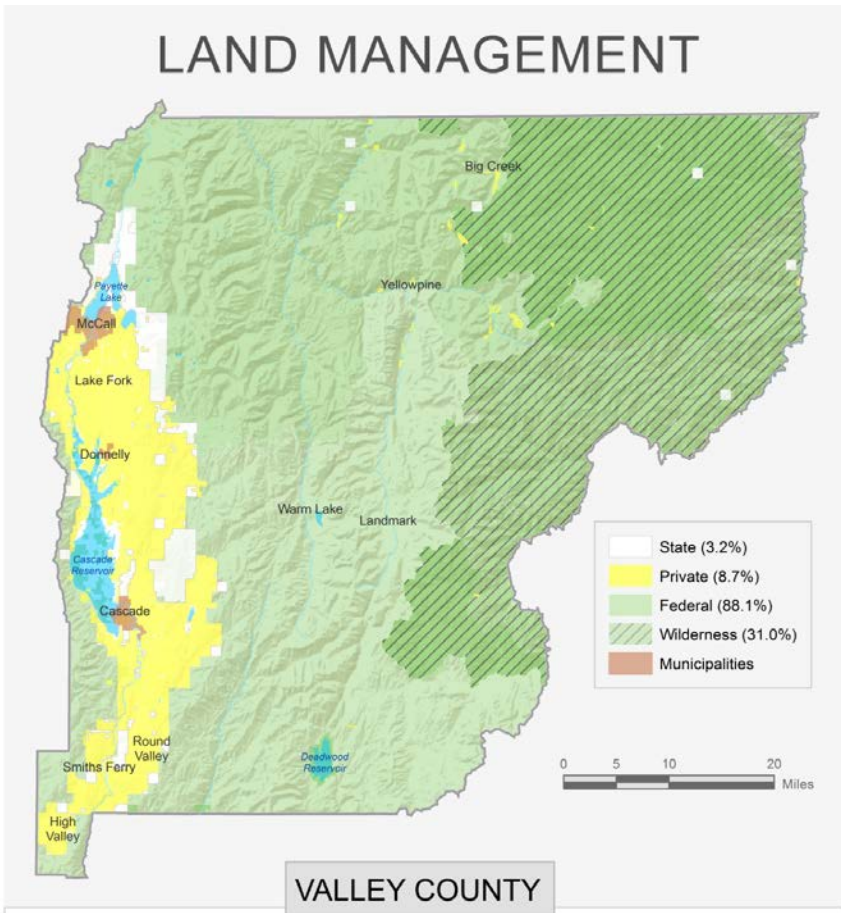 LAND MANAGEMENT
Big Creek
Yellowpine
Payette
Lake
McCall
Lake Fork
Donnelly
Warm Lake
Landmark
Cascade
Reservoir
Cascade
Round
Valley
Smiths Ferry
Deadwood
Reservoir
High
Valley
State (3.2%)
Private (8.7%)
Federal (88.1%)
Wilderness (31.0%)
Municipalities
0 5 10 20
Miles
VALLEY COUNTY